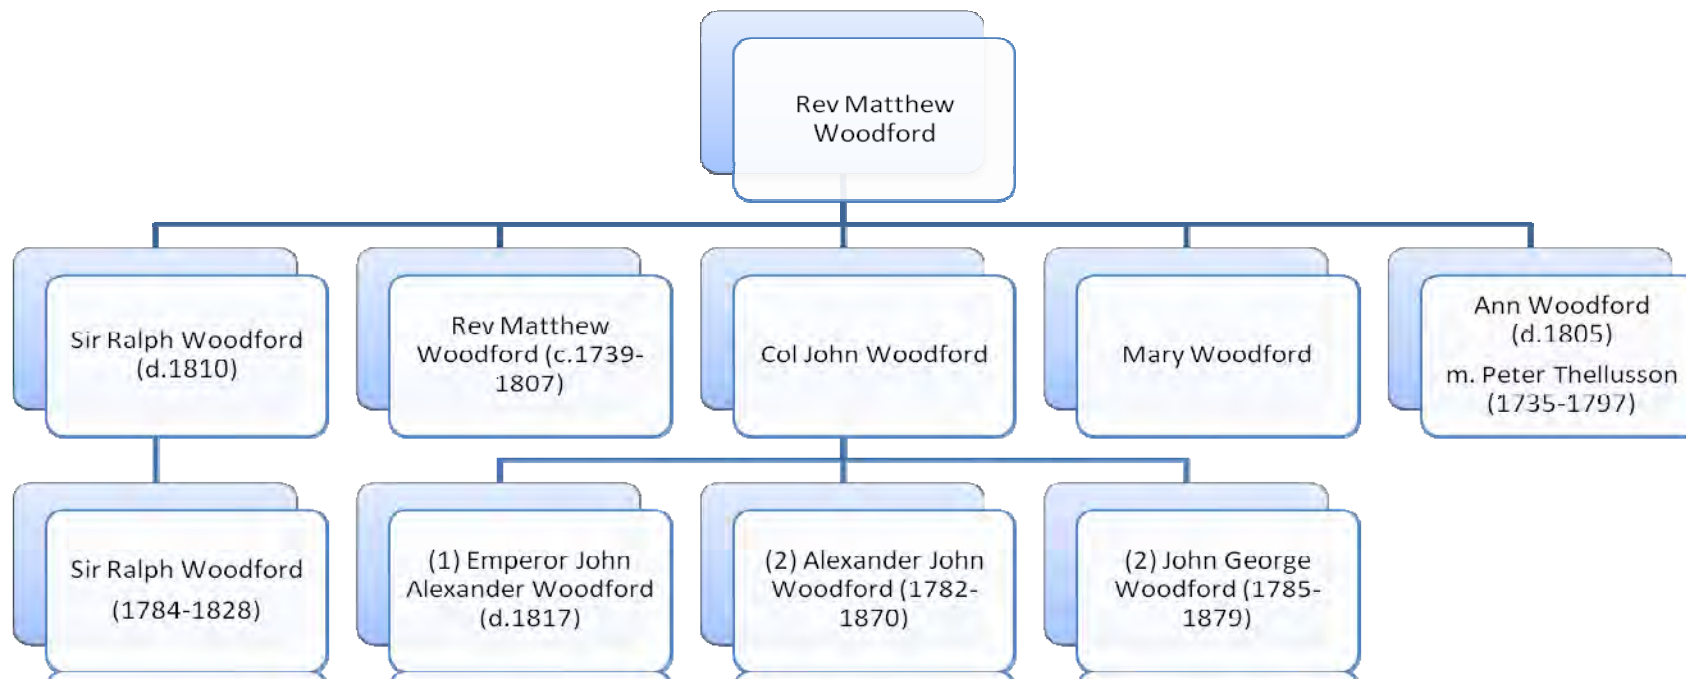 Rev Matthew
Woodford
Sir Ralph Woodford
(d.1810)
Rev Matthew
Woodford (c.1739-
1807)
Col John Woodford
Mary Woodford
Ann Woodford
(d.1805)
m. Peter Thellusson
(1735-1797)
Sir Ralph Woodford
(1784-1828)
(1) Emperor John
Alexander Woodford
(d.1817)
(2) Alexander John
Woodford (1782-
1870)
(2) John George
Woodford (1785-
1879)